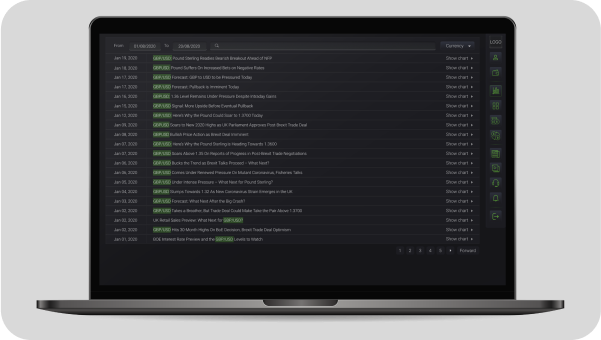 From 01/08/2020 To 25/08/2020 Currency LOGO
Jan 19, 2020 GBP/USD Pound Sterling Readies Bearish Breakout Ahead of NFP Show chart
Jan 18, 2020 GBP/USD Pound Suffers On Increased Bets on Negative Rates Show chart
Jan 17, 2020 GBP/USD Forecast: GBP to USD to be Pressured Today Show chart
Jan 17, 2020 GBP/USD Forecast: Pullback Is Imminent Today Show chart
Jan 16, 2020 GBP/USD 1.36 Level Remains Under Pressure Despite Intraday Gains Show chart
Jan 15, 2020 GBP/USD Signal: More Upside Before Eventual Pullback Show chart
Jan 12, 2020 GBP/USD Here's Why the Pound Could Soar to 1.3700 Today Show chart
Jan 09, 2020 GBP/USD Soars to New 2020 Highs as UK Parliament Approves Post-Brexit Trade Deal Show chart
Jan 08, 2020 GBP/USD Bullish Price Action as Brexit Deal Imminent Show chart
Jan 07, 2020 GBP/USD Here's Why the Pound Sterling is Heading Towards 1.3600 Show chart
Jan 07, 2020 GBP/USD Soars Above 1.35 On Reports of Progress in Post-Brexit Trade Negotiations Show chart
Jan 06, 2020 GBP/USD Bucks the Trend as Brexit Talks Proceed – What Next? Show chart
Jan 06, 2020 GBP/USD Comes Under Renewed Pressure On Mutant Coronavirus, Fisheries Talks Show chart
Jan 05, 2020 GBP/USD Under Intense Pressure – What Next for Pound Sterling? Show chart
Jan 04, 2020 GBP/USD Slumps Towards 1.32 As New Coronavirus Strain Emerges in the UK Show chart
Jan 03, 2020 GBP/USD Forecast: What Next After the Big Crash? Show chart
Jan 02, 2020 GBP/USD Takes a Breather, But Trade Deal Could Make Take the Pair Above 1.3700 Show chart
Jan 02, 2020 UK Retail Sales Preview: What Next for GBP/USD? Show chart
Jan 02, 2020 GBP/USD Hits 30-Month Highs On BoE Decision, Brexit Trade Deal Optimism Show chart
Jan 01, 2020 BOE Interest Rate Preview and the GBP/USD Levels to Watch Show chart
1 2 3 4 5 Forward